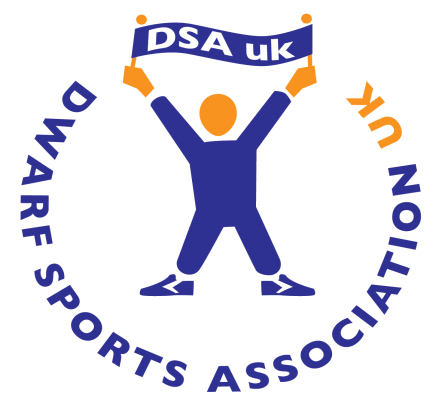 DSA uk
DWARF SPORTS ASSOCIATION UK